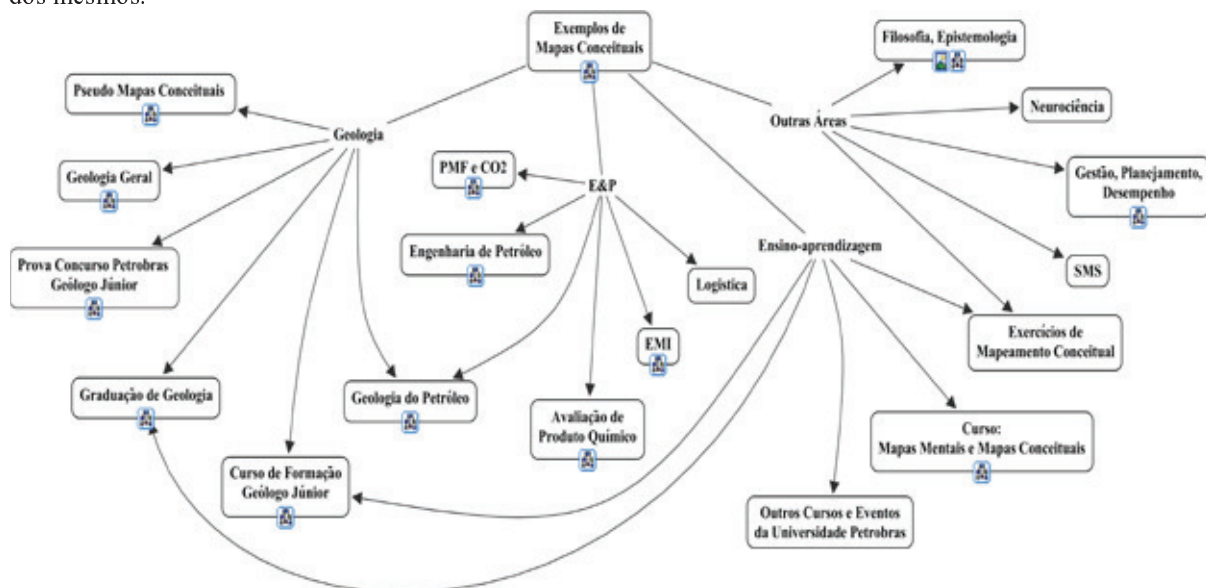 dos mesmos.
Exemplos de
Mapas Conceituais
Filosofia, Epistemologia
Pseudo Mapas Conceituais
Neurociência
Outras Áreas
Geologia
PMF e CO2
Geologia Geral
E&P
Gestão, Planejamento,
Desempenho
Engenharia de Petróleo
Ensino-aprendizagem
Prova Concurso Petrobras
Geólogo Júnior
SMS
Logística
Exercícios de
Mapeamento Conceitual
EMI
Graduação de Geologia
Geologia do Petróleo
Avaliação de
Produto Químico
Curso:
Mapas Mentais e Mapas Conceituais
Curso de Formação
Geólogo Júnior
Outros Cursos e Eventos
da Universidade Petrobras